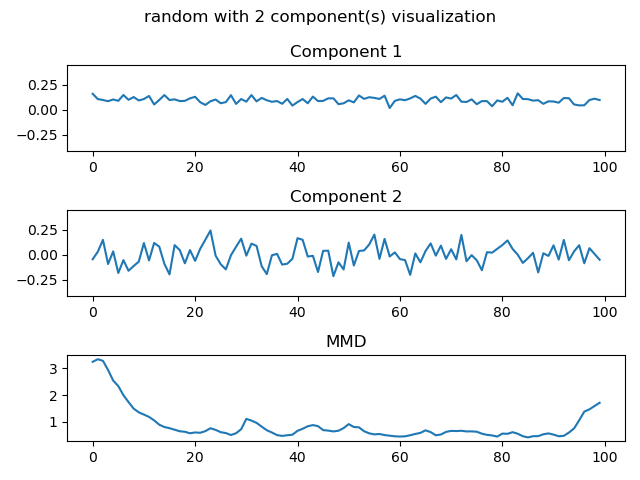 random with 2 component(s) visualization
Component 1
0.25
0.00
−0.25
0 20 40 60 80 100
Component 2
0.25
0.00
−0.25
0 20 40 60 80 100
MMD
3
2
1
0 20 40 60 80 100